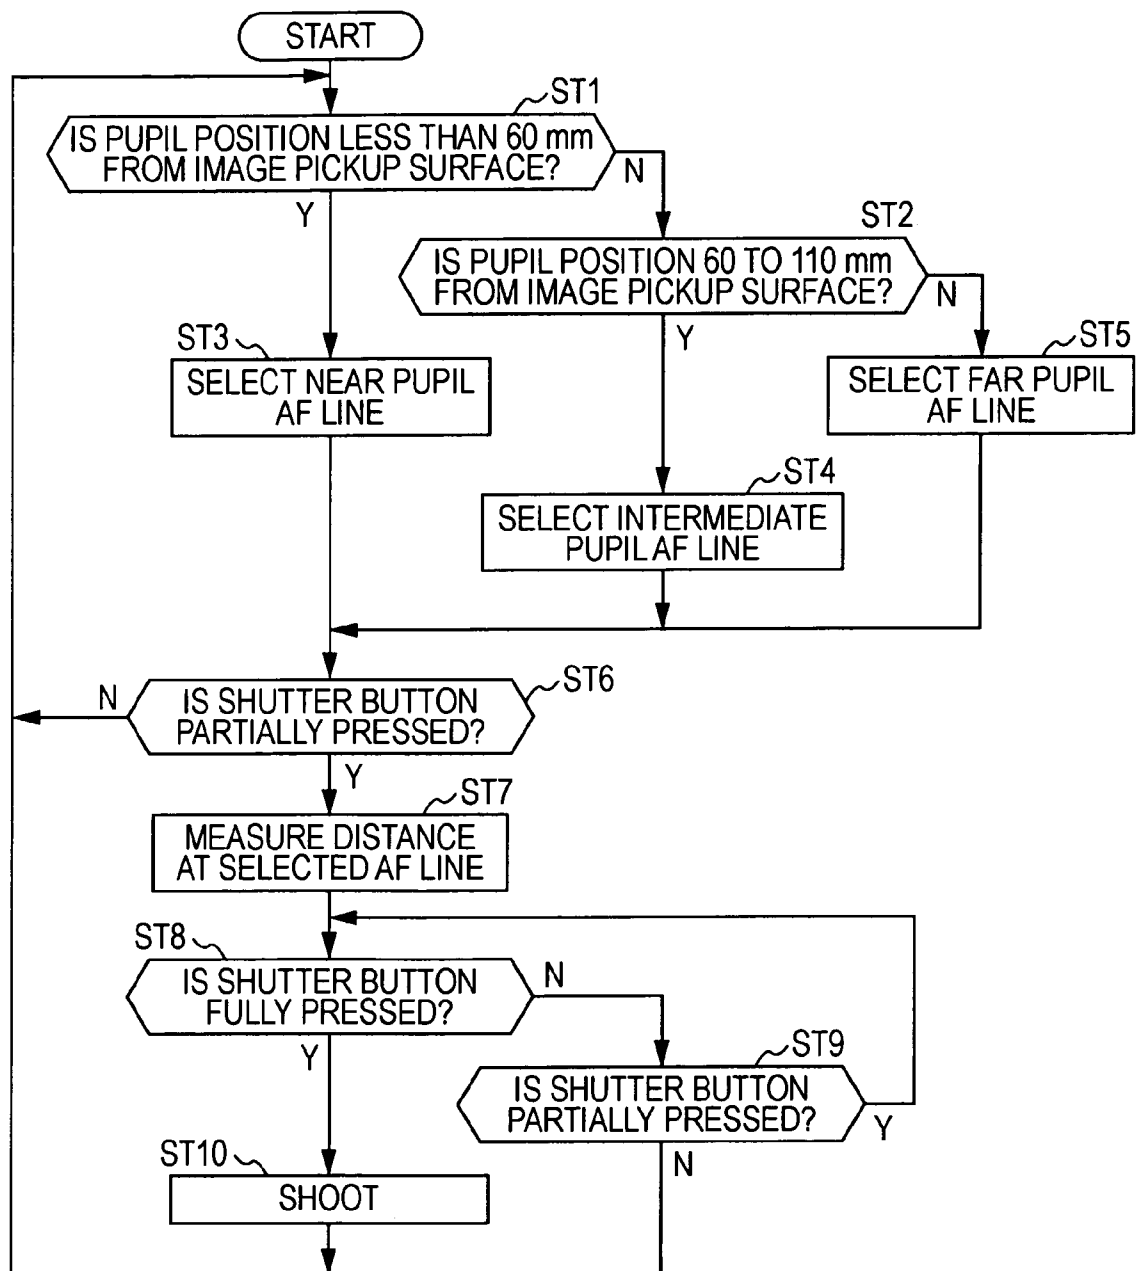 START
ST1
IS PUPIL POSITION LESS THAN 60 mm
FROM IMAGE PICKUP SURFACE?
N
Y
ST2
IS PUPIL POSITION 60 TO 110 mm
FROM IMAGE PICKUP SURFACE?
N
Y
ST3
SELECT NEAR PUPIL
AF LINE
ST5
SELECT FAR PUPIL
AF LINE
ST4
SELECT INTERMEDIATE
PUPIL AF LINE
ST6
N
IS SHUTTER BUTTON
PARTIALLY PRESSED?
Y
ST7
MEASURE DISTANCE
AT SELECTED AF LINE
ST8
IS SHUTTER BUTTON
FULLY PRESSED?
N
Y
ST9
IS SHUTTER BUTTON
PARTIALLY PRESSED?
Y
N
ST10
SHOOT